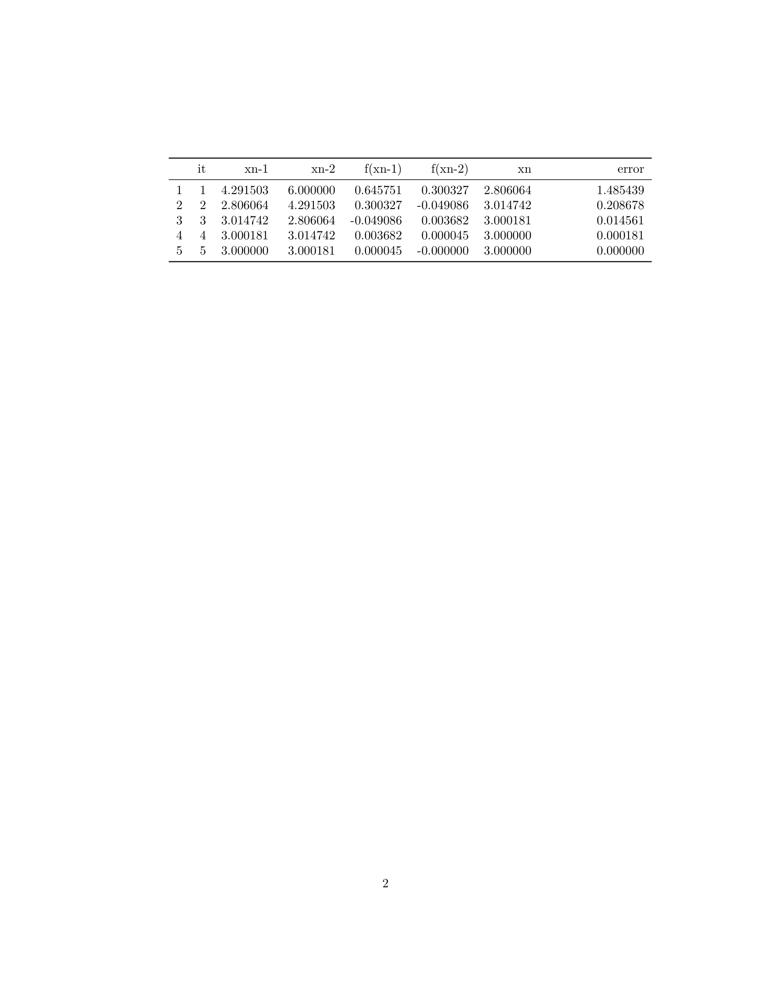 it xn-1 xn-2 f(xn-1) f(xn-2) xn error
1 1 4.291503 6.000000 0.645751 0.300327 2.806064 1.485439
2 2 2.806064 4.291503 0.300327 -0.049086 3.014742 0.208678
3 3 3.014742 2.806064 -0.049086 0.003682 3.000181 0.014561
4 4 3.000181 3.014742 0.003682 0.000045 3.000000 0.000181
5 5 3.000000 3.000181 0.000045 -0.000000 3.000000 0.000000
2